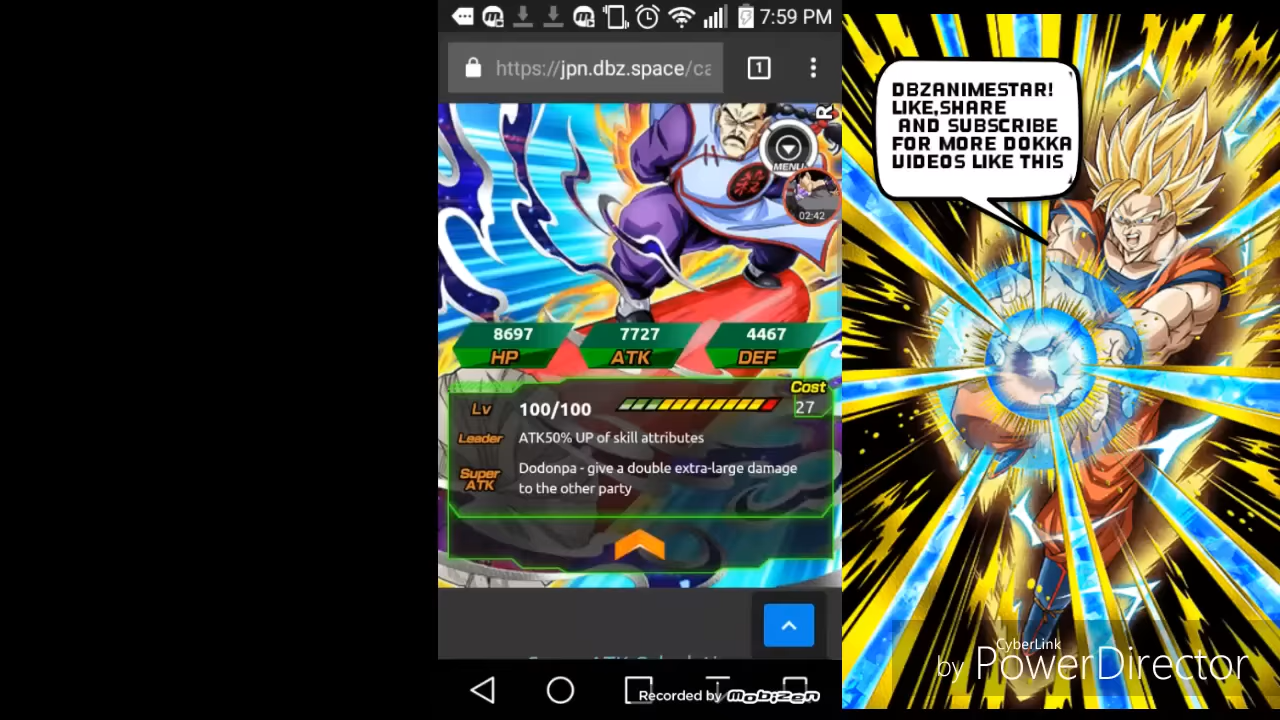 7:59 PM
https://jpn.dbz.space/ca
1
R
MENU
殺
02:42
8697 7727 4467
HP ATK DEF
Cost
27
Lv 100/100
Leader ATK50% UP of skill attributes
Super ATK Dodonpa - give a double extra-large damage
to the other party
Recorded by Mobizen
DBZANIMESTAR!
LIKE,SHARE
AND SUBSCRIBE
FOR MORE DOKKA
VIDEOS LIKE THIS
CyberLink
by PowerDirector